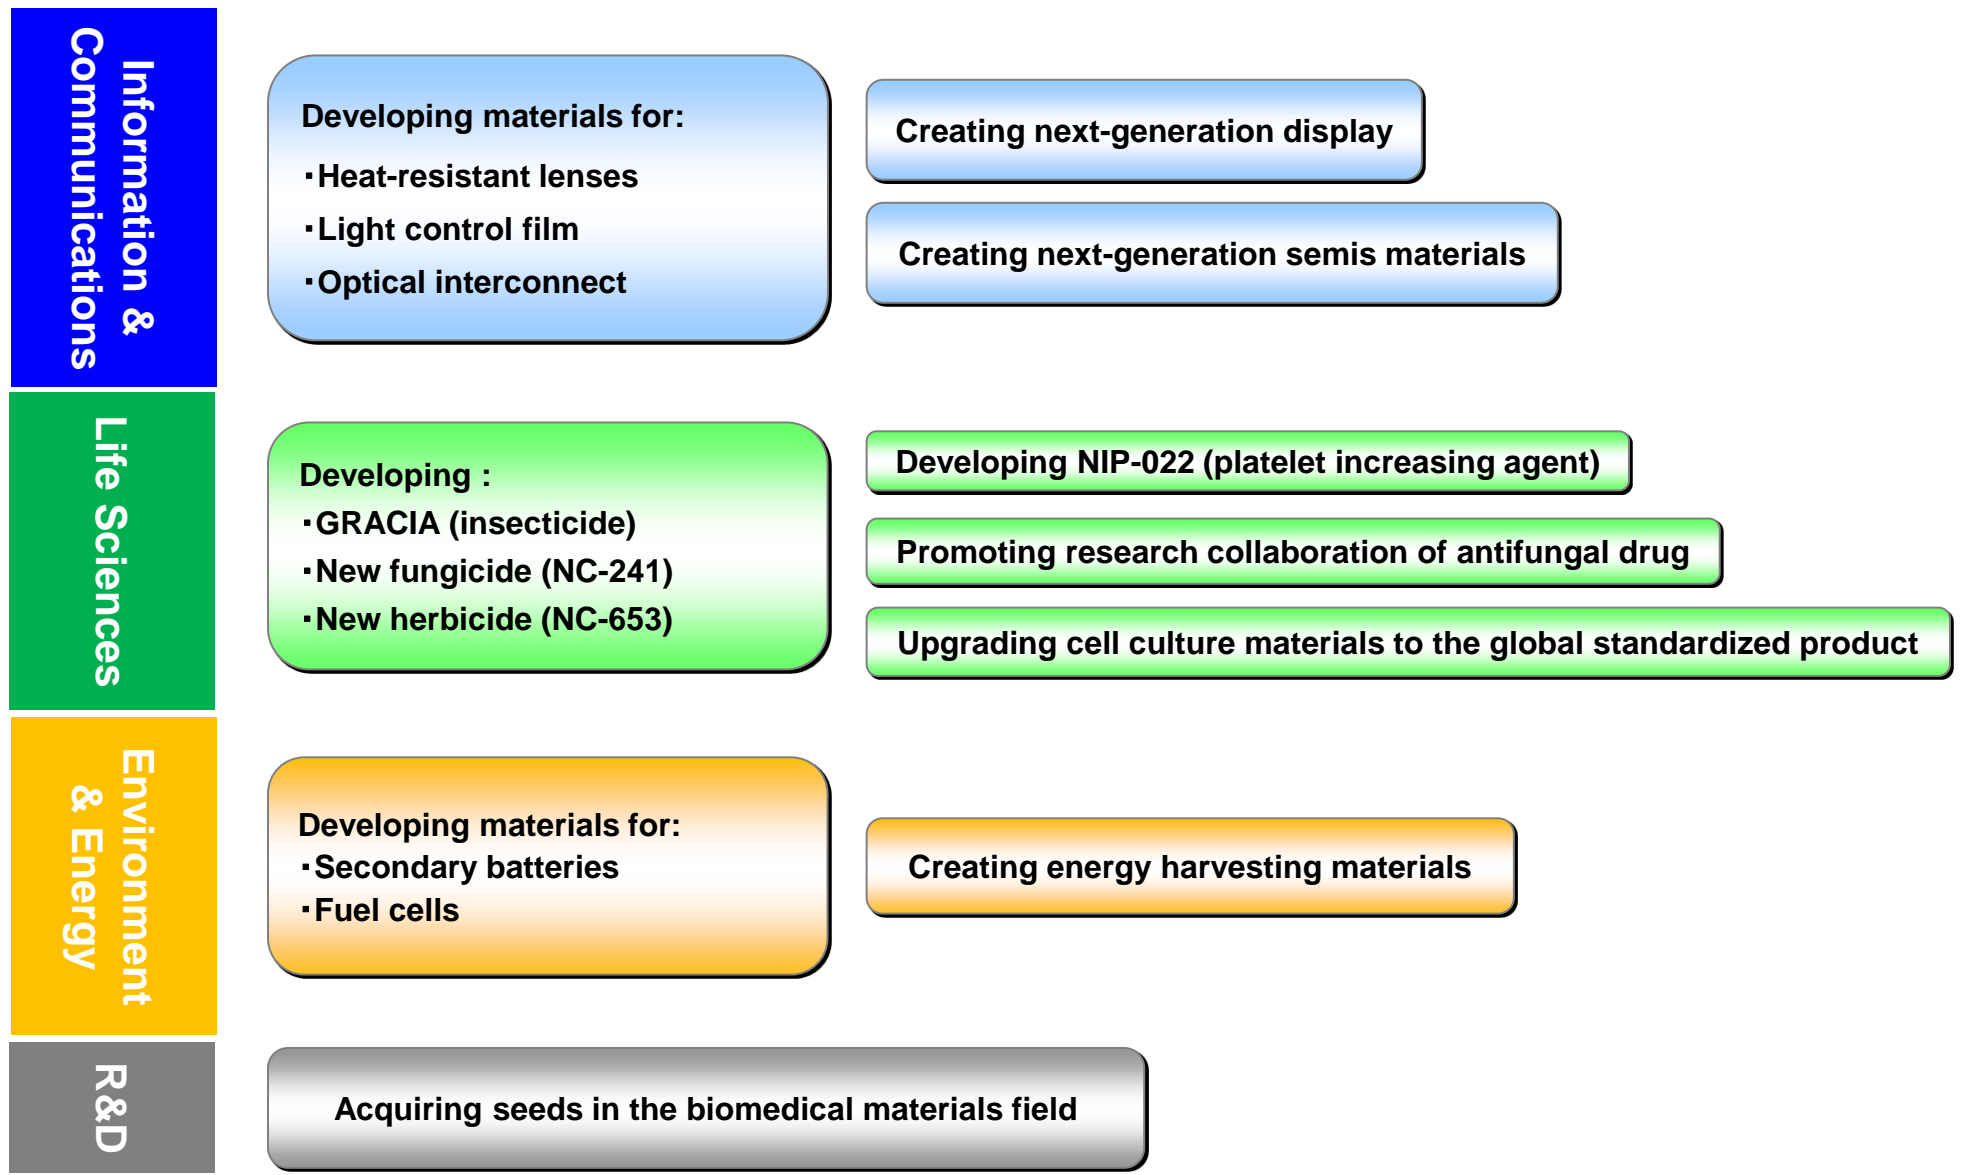 Information &
Communications
Developing materials for:
・Heat-resistant lenses
・Light control film
・Optical interconnect
Creating next-generation display
Creating next-generation semis materials
Life Sciences
Developing :
・GRACIA (insecticide)
・New fungicide (NC-241)
・New herbicide (NC-653)
Developing NIP-022 (platelet increasing agent)
Promoting research collaboration of antifungal drug
Upgrading cell culture materials to the global standardized product
Environment
& Energy
Developing materials for:
・Secondary batteries
・Fuel cells
Creating energy harvesting materials
R&D
Acquiring seeds in the biomedical materials field